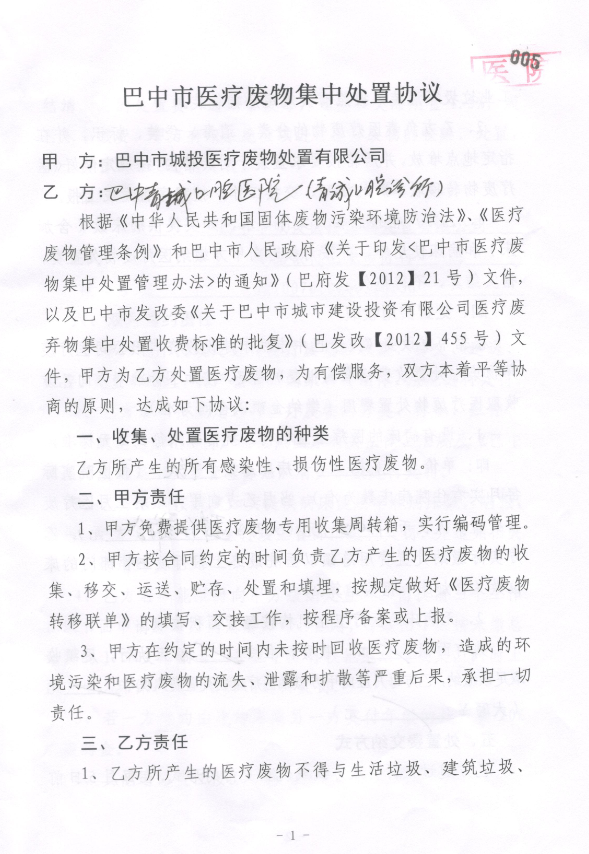 005
医 
巴中市医疗废物集中处置协议
甲 方：巴中市城投医疗废物处置有限公司
乙 方：巴中青城口腔医院（青城口腔诊所）
根据《中华人民共和国固体废物污染环境防治法》、《医疗
废物管理条例》和巴中市人民政府《关于印发<巴中市医疗废
物集中处置管理办法>的通知》（巴府发【2012】21号）文件，
以及巴中市发改委《关于巴中市城市建设投资有限公司医疗废
弃物集中处置收费标准的批复》（巴发改【2012】455号）文
件，甲方为乙方处置医疗废物，为有偿服务，双方本着平等协
商的原则，达成如下协议：
一、收集、处置医疗废物的种类
乙方所产生的所有感染性、损伤性医疗废物。
二、甲方责任
1、甲方免费提供医疗废物专用收集周转箱，实行编码管理。
2、甲方按合同约定的时间负责乙方产生的医疗废物的收
集、移交、运送、贮存、处置和填埋，按规定做好《医疗废物
转移联单》的填写、交接工作，按程序备案或上报。
3、甲方在约定的时间内未按时回收医疗废物，造成的环
境污染和医疗废物的流失、泄露和扩散等严重后果，承担一切
责任。
三、乙方责任
1、乙方所产生的医疗废物不得与生活垃圾、建筑垃圾、
- 1 -